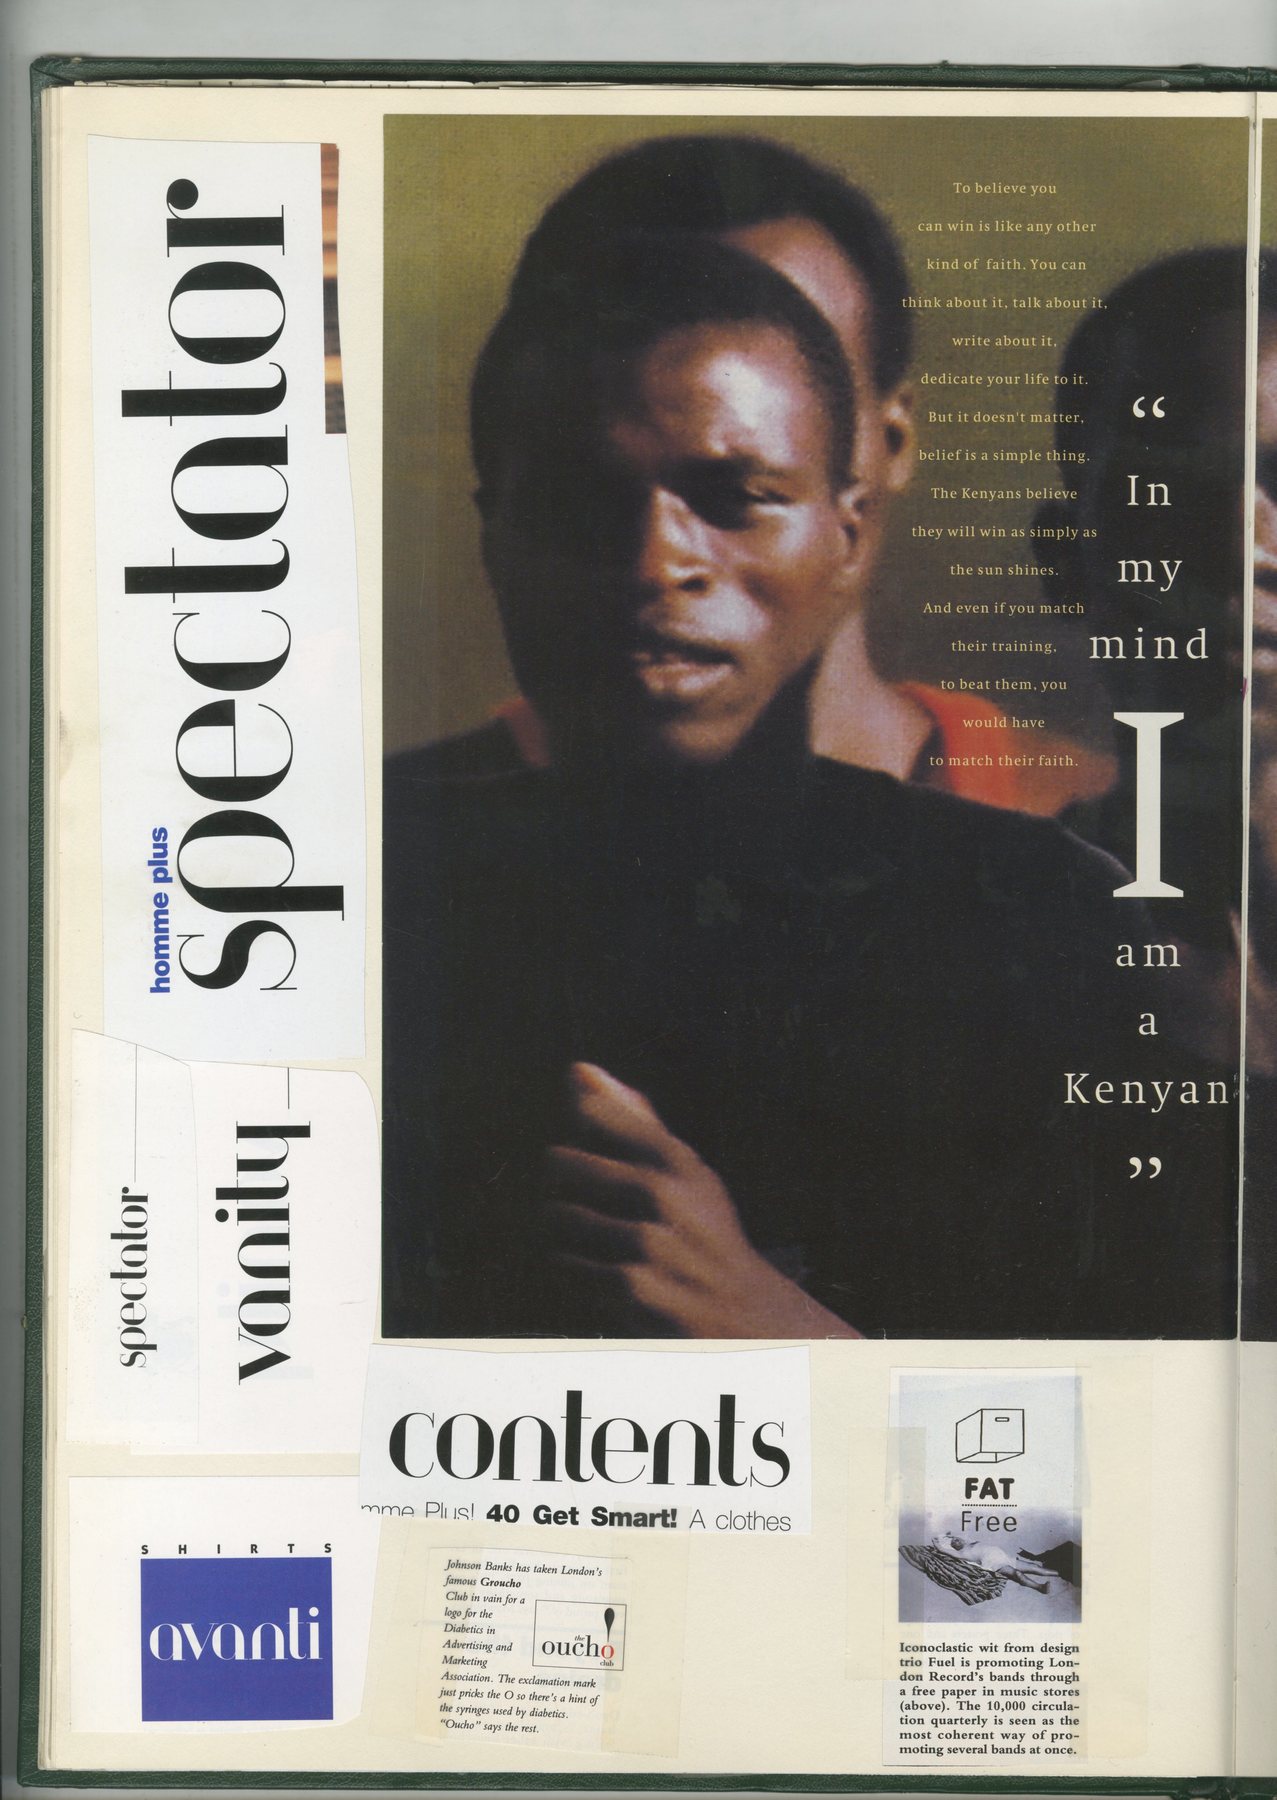 homme plus
spectator
spectator
vanity
To believe you
can win is like any other
kind of faith. You can
think about it, talk about it,
write about it,
dedicate your life to it.
But it doesn't matter,
belief is a simple thing.
The Kenyans believe
they will win as simply as
the sun shines.
And even if you match
their training,
to beat them, you
would have
to match their faith.
“
In
my
mind
I
am
a
Kenyan
”
contents
mme Plus! 40 Get Smart! A clothes
SHIRTS
avanti
Johnson Banks has taken London's
famous Groucho
Club in vain for a
logo for the
Diabetics in
Advertising and
Marketing
Association. The exclamation mark
just pricks the O so there's a hint of
the syringes used by diabetics.
"Oucho" says the rest.
the
oucho
club
FAT
Free
Iconoclastic wit from design
trio Fuel is promoting Lon-
don Record's bands through
a free paper in music stores
(above). The 10,000 circula-
tion quarterly is seen as the
most coherent way of pro-
moting several bands at once.